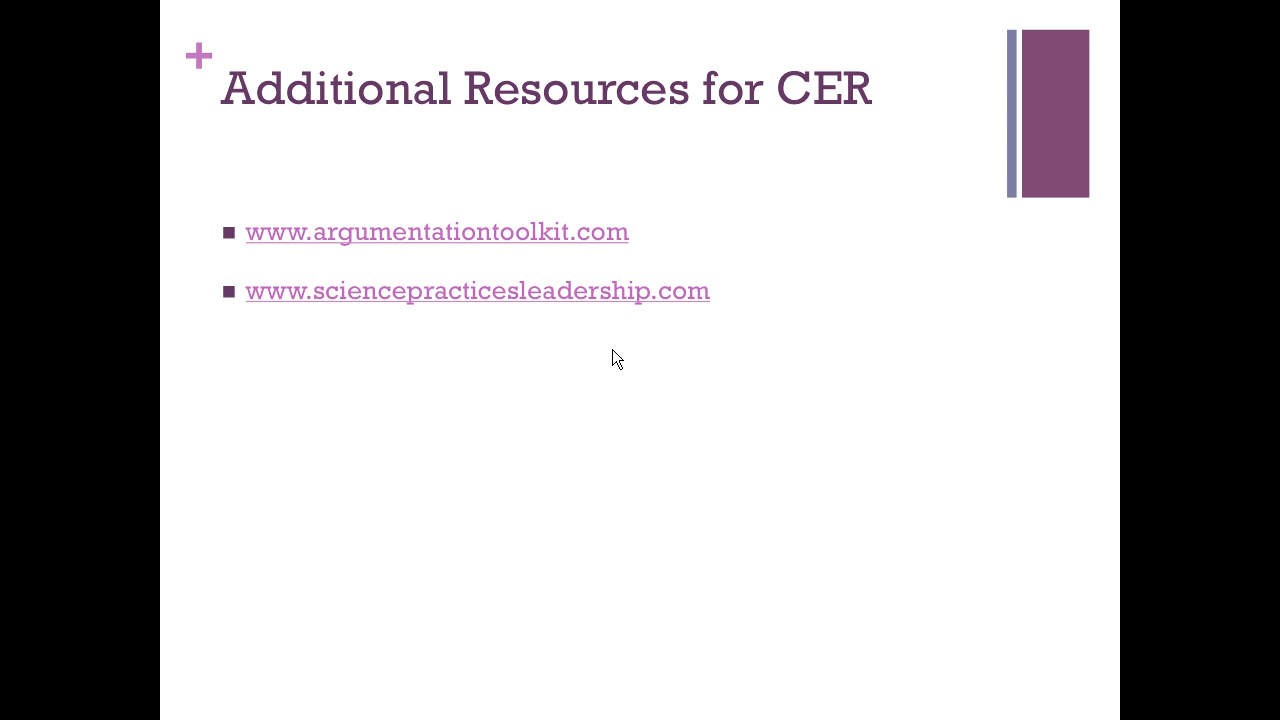 +
Additional Resources for CER
www.argumentationtoolkit.com
www.sciencepracticesleadership.com